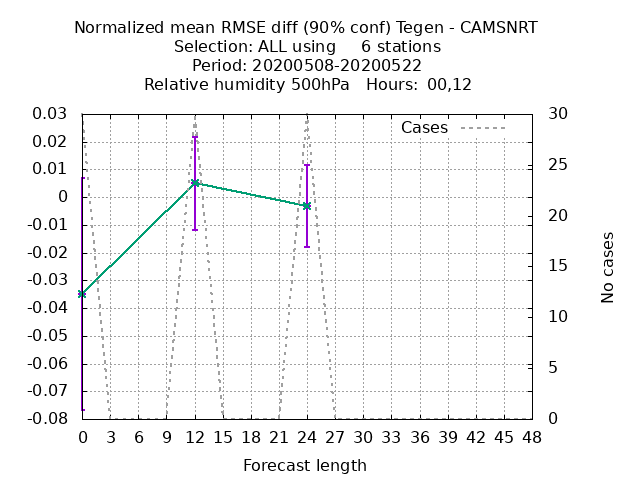 Normalized mean RMSE diff (90% conf) Tegen - CAMSNRT
Selection: ALL using 6 stations
Period: 20200508-20200522
Relative humidity 500hPa Hours: 00,12
Cases
0.03
0.02
0.01
0
-0.01
-0.02
-0.03
-0.04
-0.05
-0.06
-0.07
-0.08
30
25
20
15
10
5
0
No cases
0 3 6 9 12 15 18 21 24 27 30 33 36 39 42 45 48
Forecast length